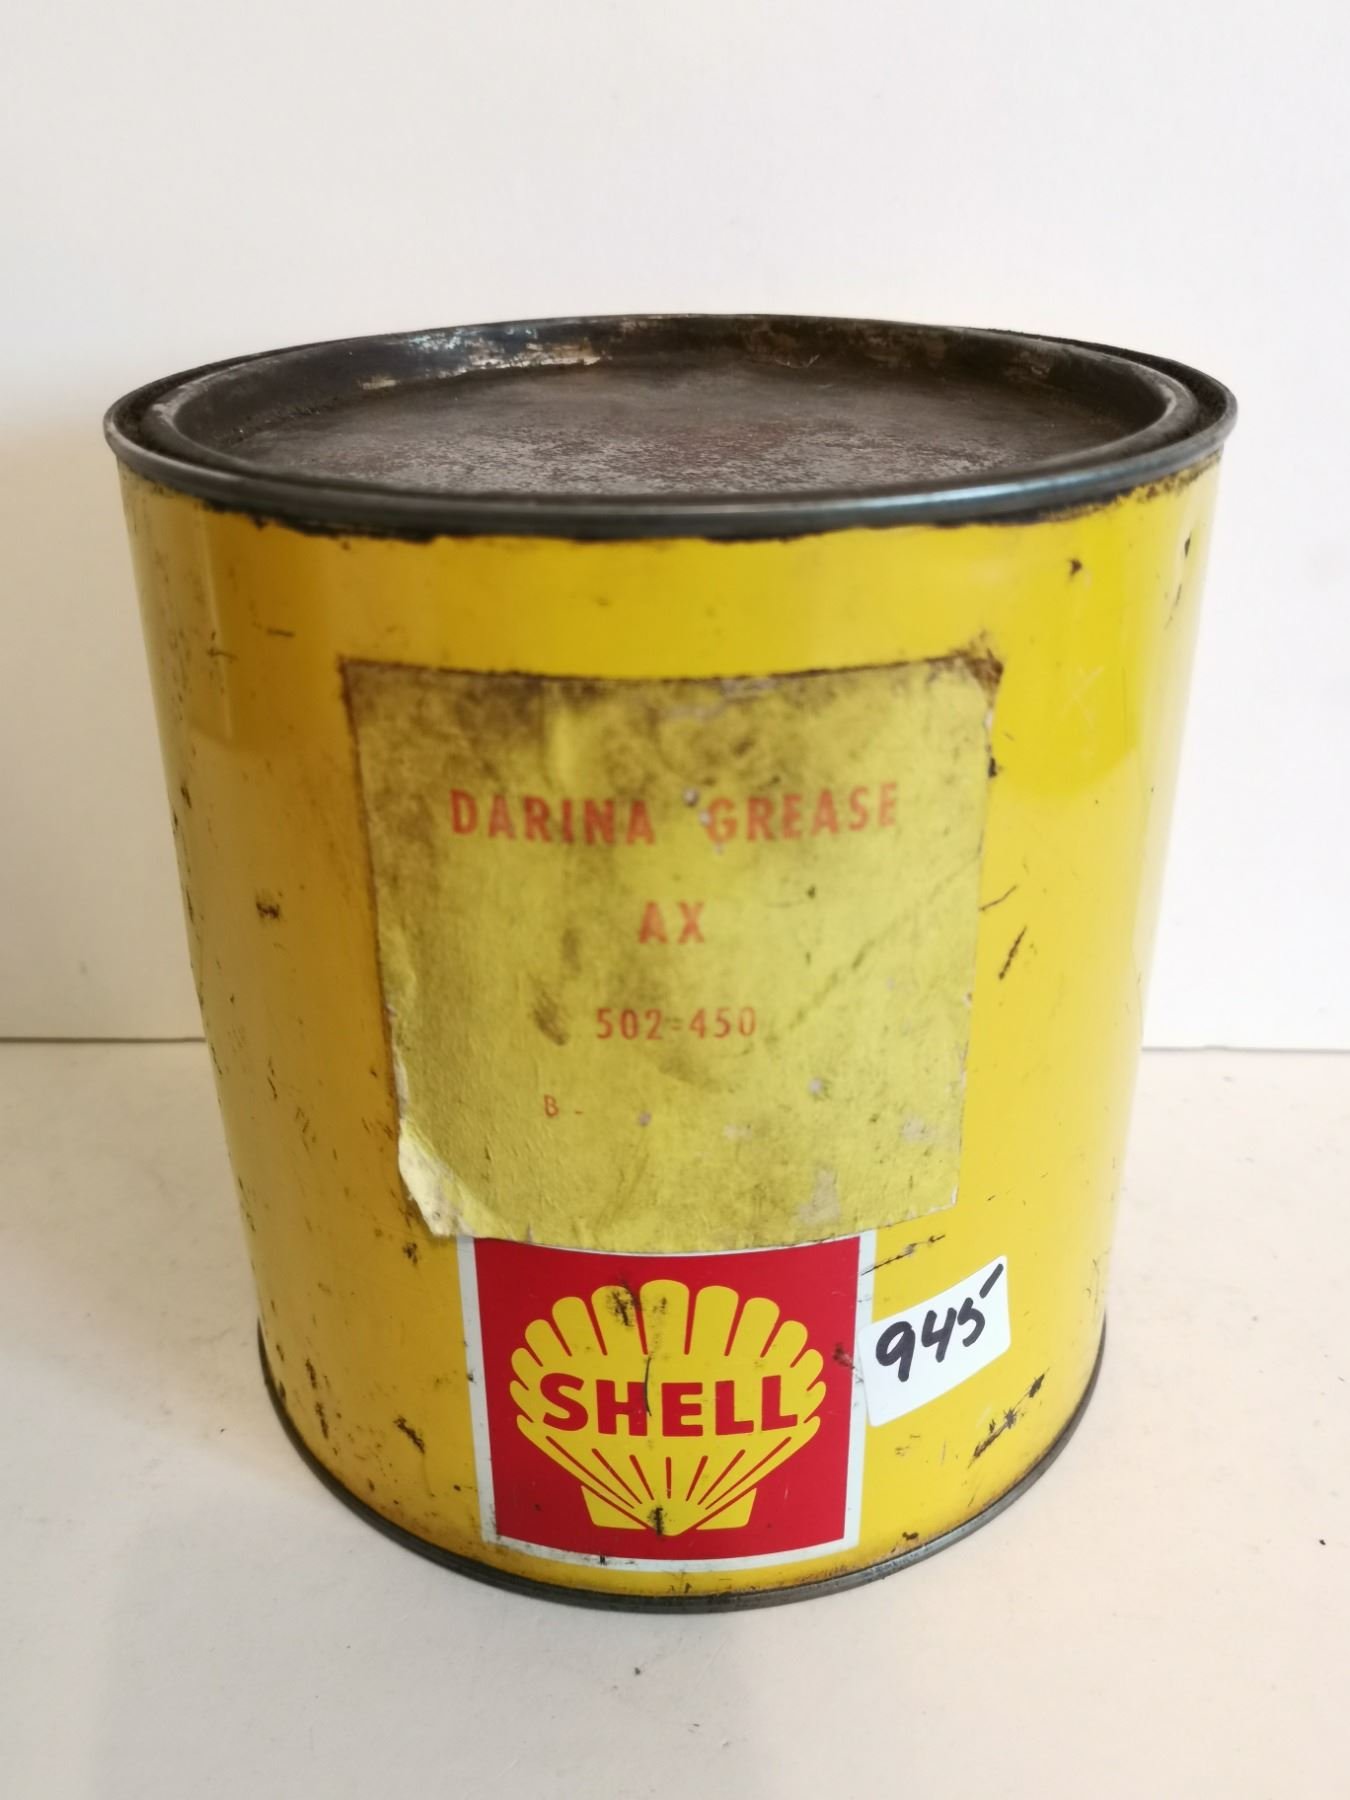 DARINA GREASE
AX
502-450
B -
SHELL
945